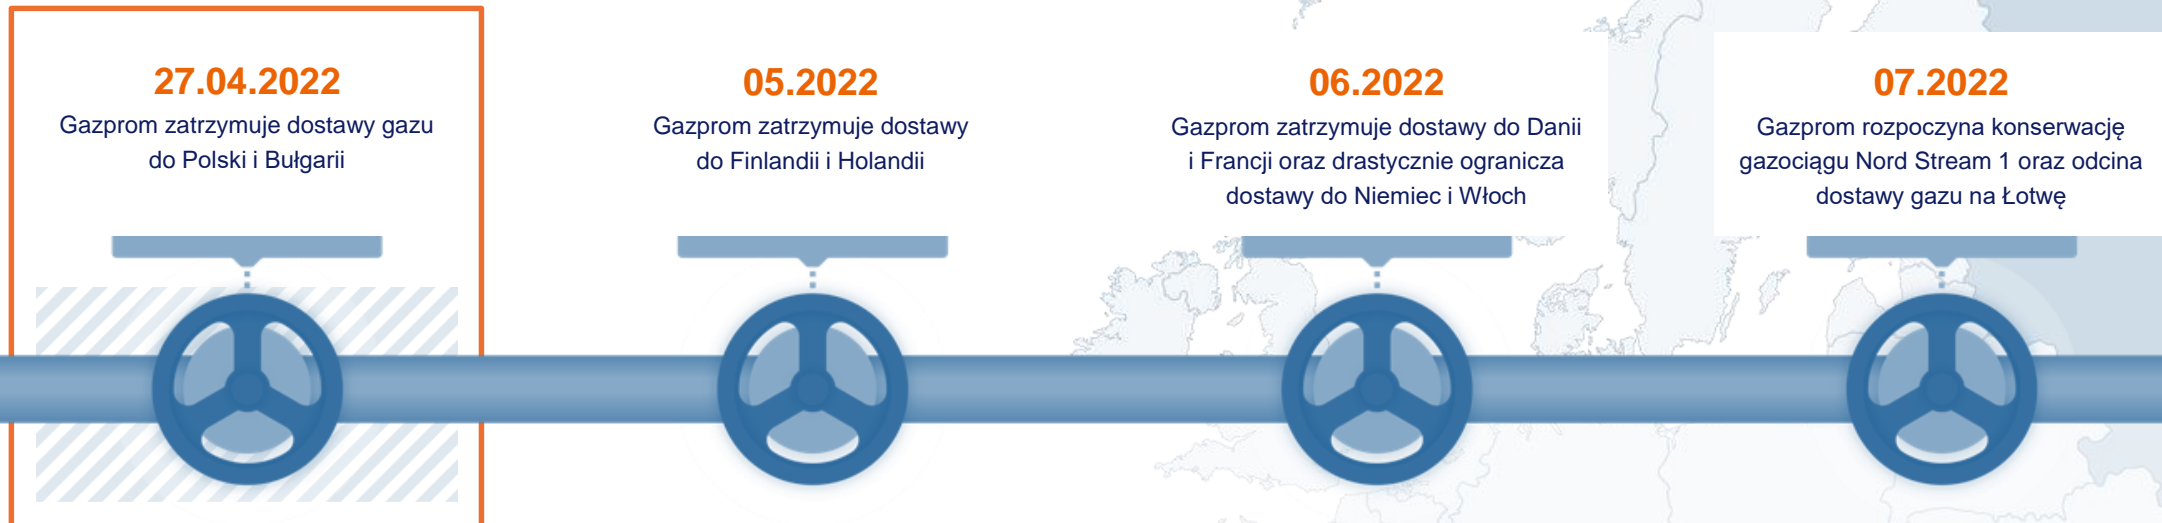 27.04.2022
Gazprom zatrzymuje dostawy gazu
do Polski i Bułgarii
05.2022
Gazprom zatrzymuje dostawy
do Finlandii i Holandii
06.2022
Gazprom zatrzymuje dostawy do Danii
i Francji oraz drastycznie ogranicza
dostawy do Niemiec i Włoch
07.2022
Gazprom rozpoczyna konserwację
gazociągu Nord Stream 1 oraz odcina
dostawy gazu na Łotwę